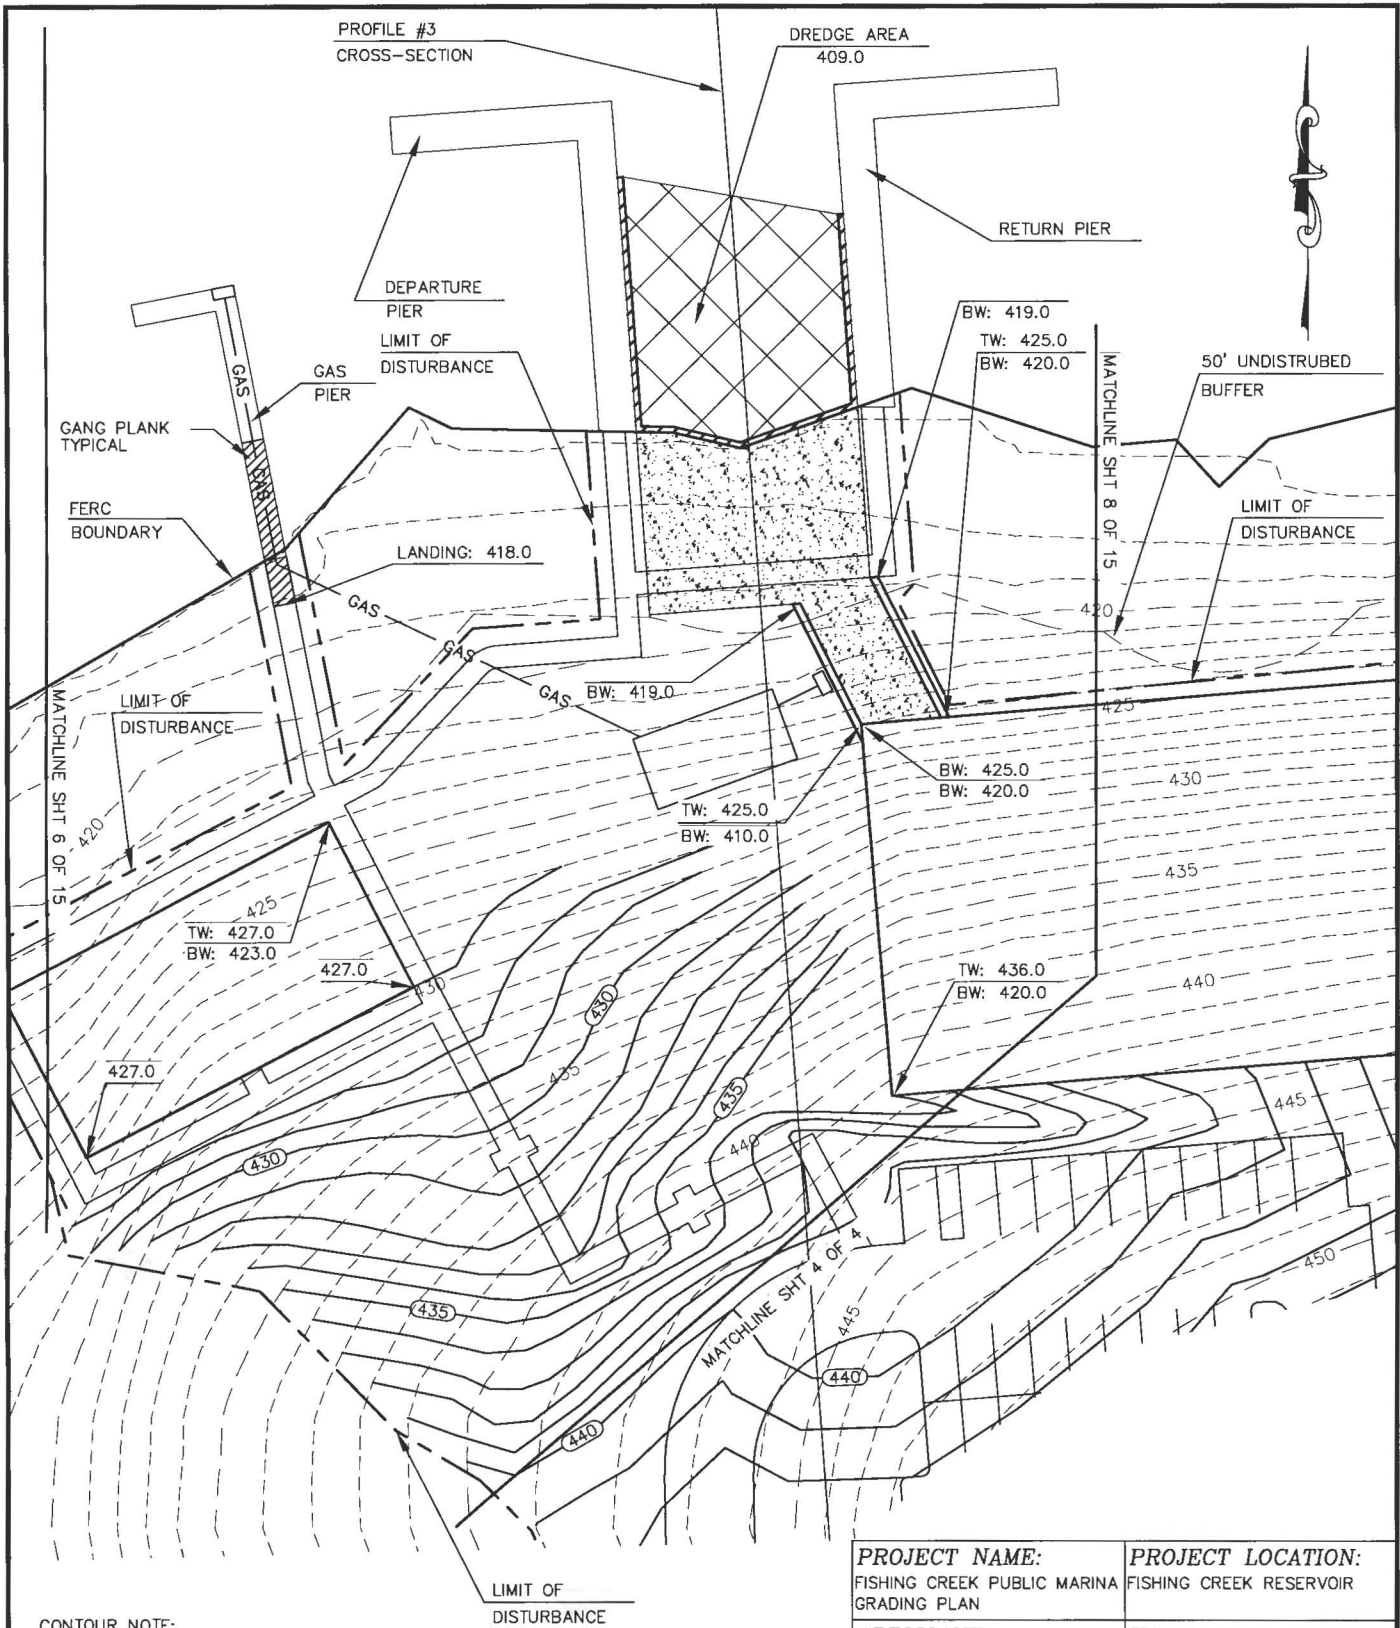 PROFILE #3
CROSS-SECTION
DREDGE AREA
409.0
RETURN PIER
DEPARTURE
PIER
LIMIT OF
DISTURBANCE
BW: 419.0
TW: 425.0
BW: 420.0
50' UNDISTRUBED
BUFFER
GAS
GAS
PIER
GANG PLANK
TYPICAL
GAS
FERC
BOUNDARY
LANDING: 418.0
MATCHLINE SHT 8 OF 15
LIMIT OF
DISTURBANCE
GAS
GAS
GAS
420
BW: 419.0
MATCHLINE SHT 6 OF 15
LIMIT OF
DISTURBANCE
425
BW: 425.0
BW: 420.0
430
TW: 425.0
BW: 410.0
420
435
425
TW: 427.0
BW: 423.0
427.0
430
430
TW: 436.0
BW: 420.0
440
427.0
435
435
445
430
440
450
MATCHLINE SHT 4 OF 4
435
445
440
440
LIMIT OF
DISTURBANCE
CONTOUR NOTE:
PROJECT NAME:
FISHING CREEK PUBLIC MARINA
GRADING PLAN
PROJECT LOCATION:
FISHING CREEK RESERVOIR